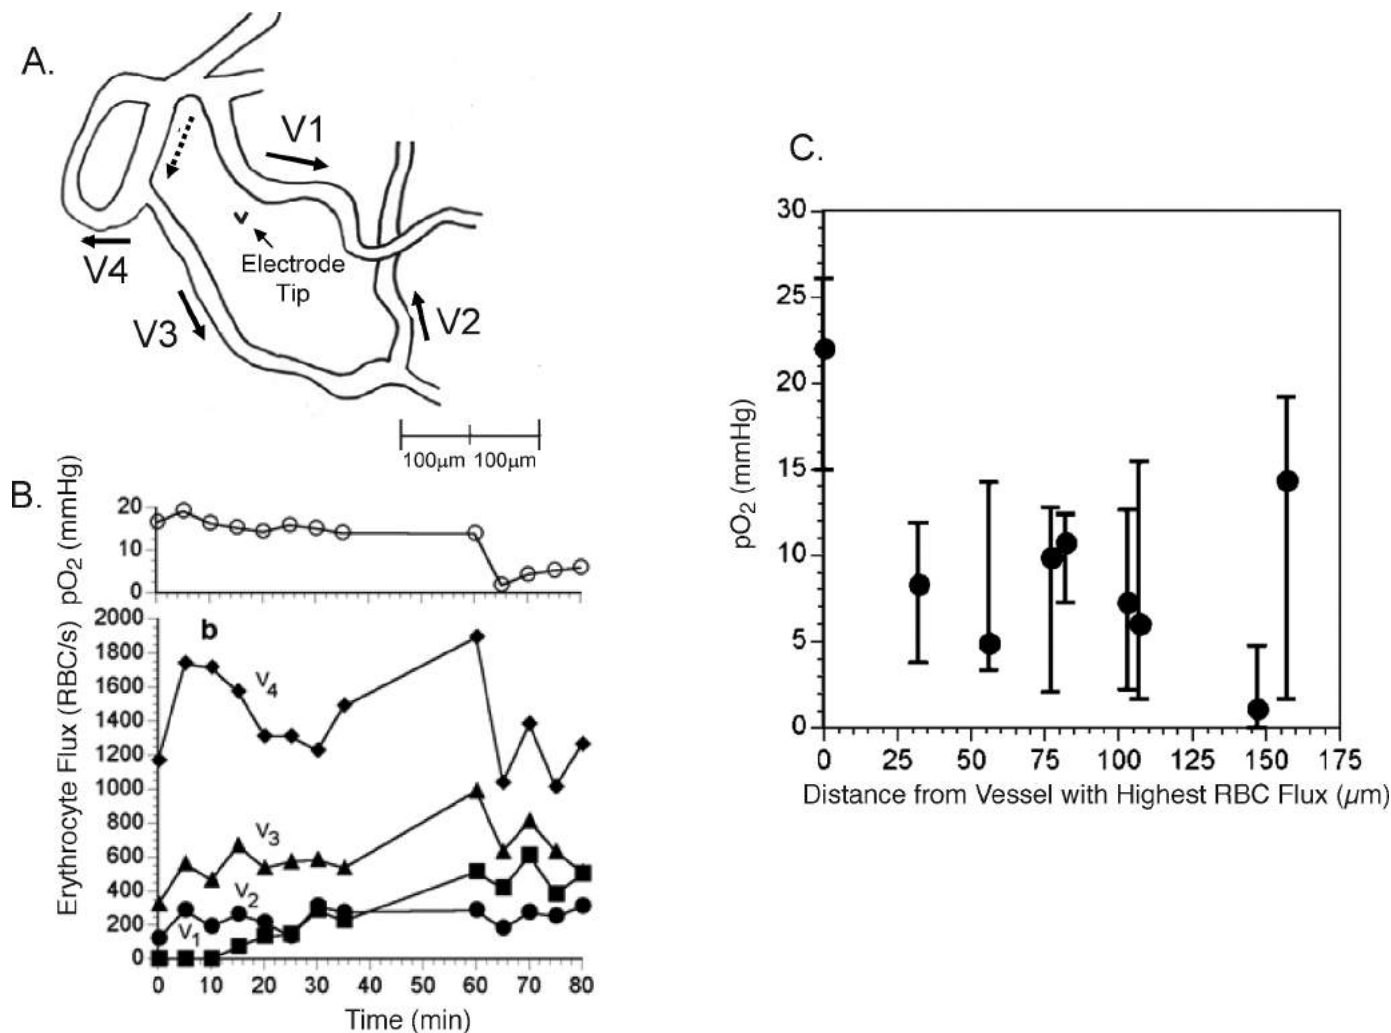 A.
V1
Electrode
Tip
V4
V3
V2
100μm 100μm
B.
pO2 (mmHg)
20
10
0
Erythrocyte Flux (RBC/s)
2000
1800
1600
1400
1200
1000
800
600
400
200
0
b
V4
V3
V2
V1
0 10 20 30 40 50 60 70 80
Time (min)
C.
pO2 (mmHg)
30
25
20
15
10
5
0
0 25 50 75 100 125 150 175
Distance from Vessel with Highest RBC Flux (μm)